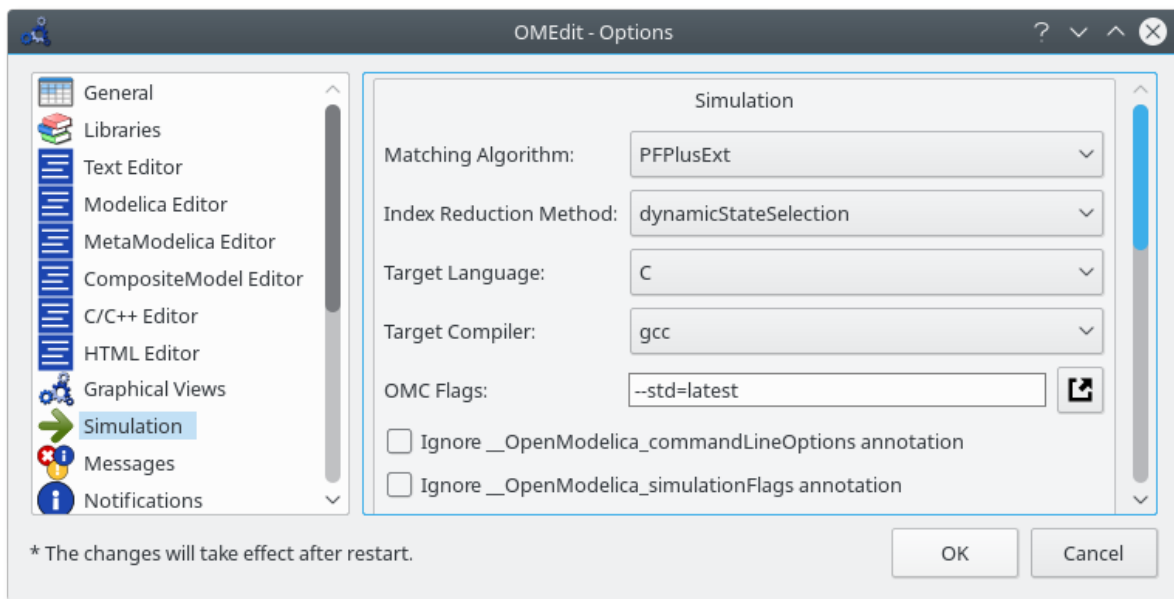 OMEdit - Options
General
Libraries
Text Editor
Modelica Editor
MetaModelica Editor
CompositeModel Editor
C/C++ Editor
HTML Editor
Graphical Views
Simulation
Messages
Notifications
Simulation
Matching Algorithm: PFPlusExt
Index Reduction Method: dynamicStateSelection
Target Language: C
Target Compiler: gcc
OMC Flags: --std=latest
Ignore __OpenModelica_commandLineOptions annotation
Ignore __OpenModelica_simulationFlags annotation
* The changes will take effect after restart.
OK Cancel